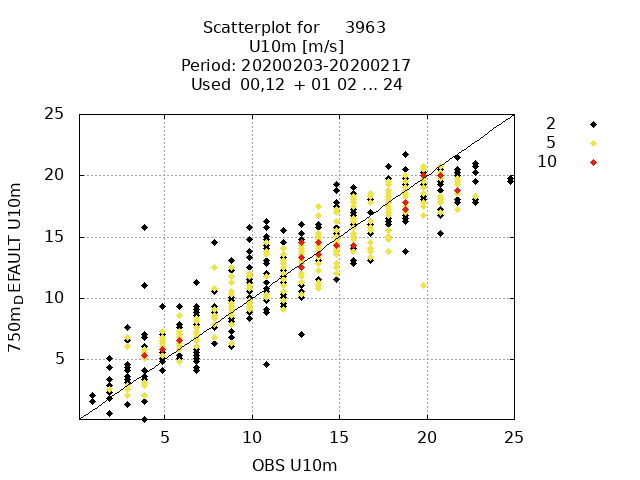 Scatterplot for 3963
U10m [m/s]
Period: 20200203-20200217
Used 00,12 + 01 02 ... 24
25
20
15
10
5
750m_DEFAULT U10m
5
10
15
20
25
OBS U10m
2
5
10